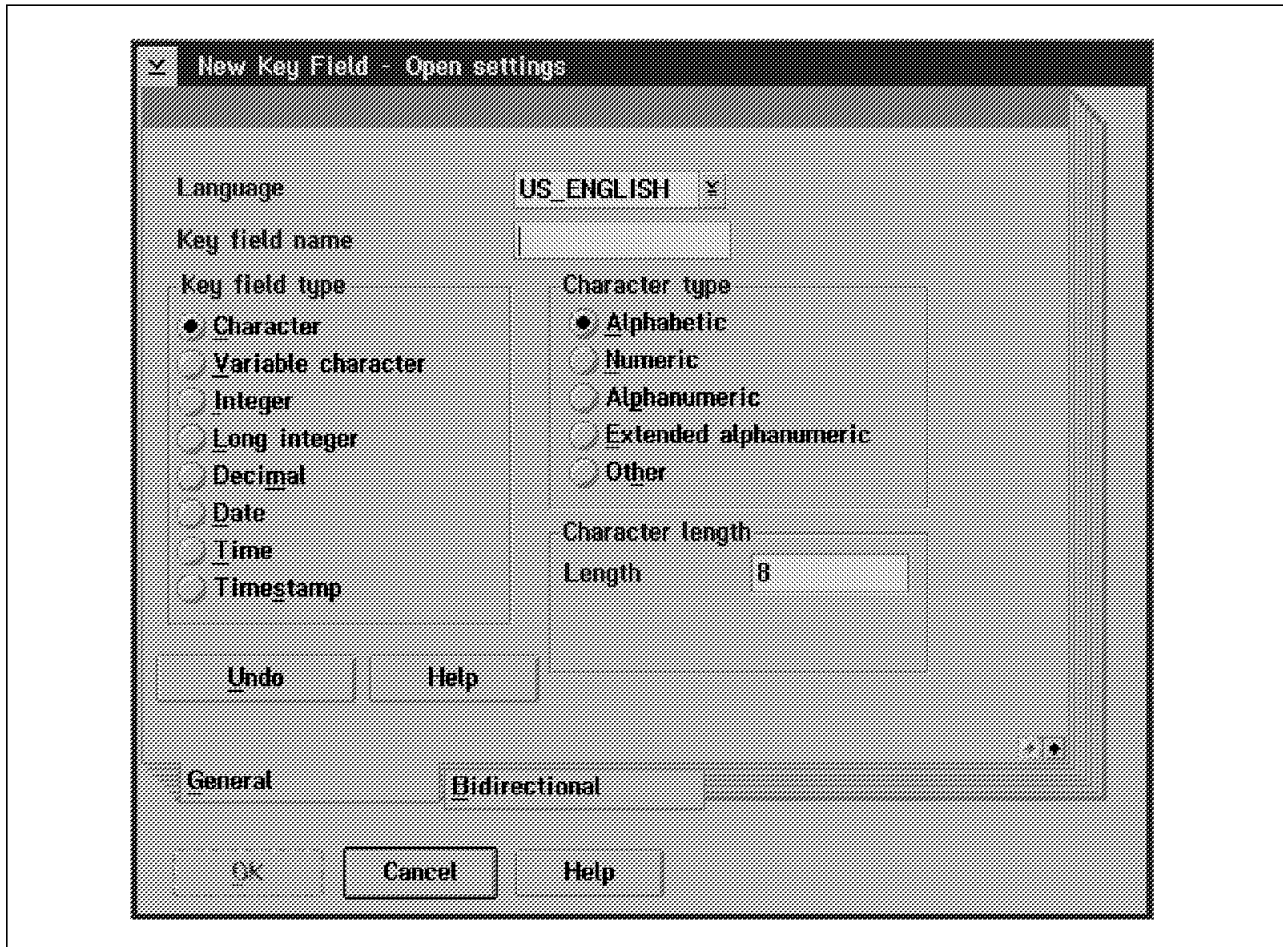 New Key Field - Open settings
Language US_ENGLISH
Key field name
Key field type
Character
Variable character
Integer
Long integer
Decimal
Date
Time
Timestamp
Character type
Alphabetic
Numeric
Alphanumeric
Extended alphanumeric
Other
Character length
Length 8
Undo Help
General Bidirectional
OK Cancel Help